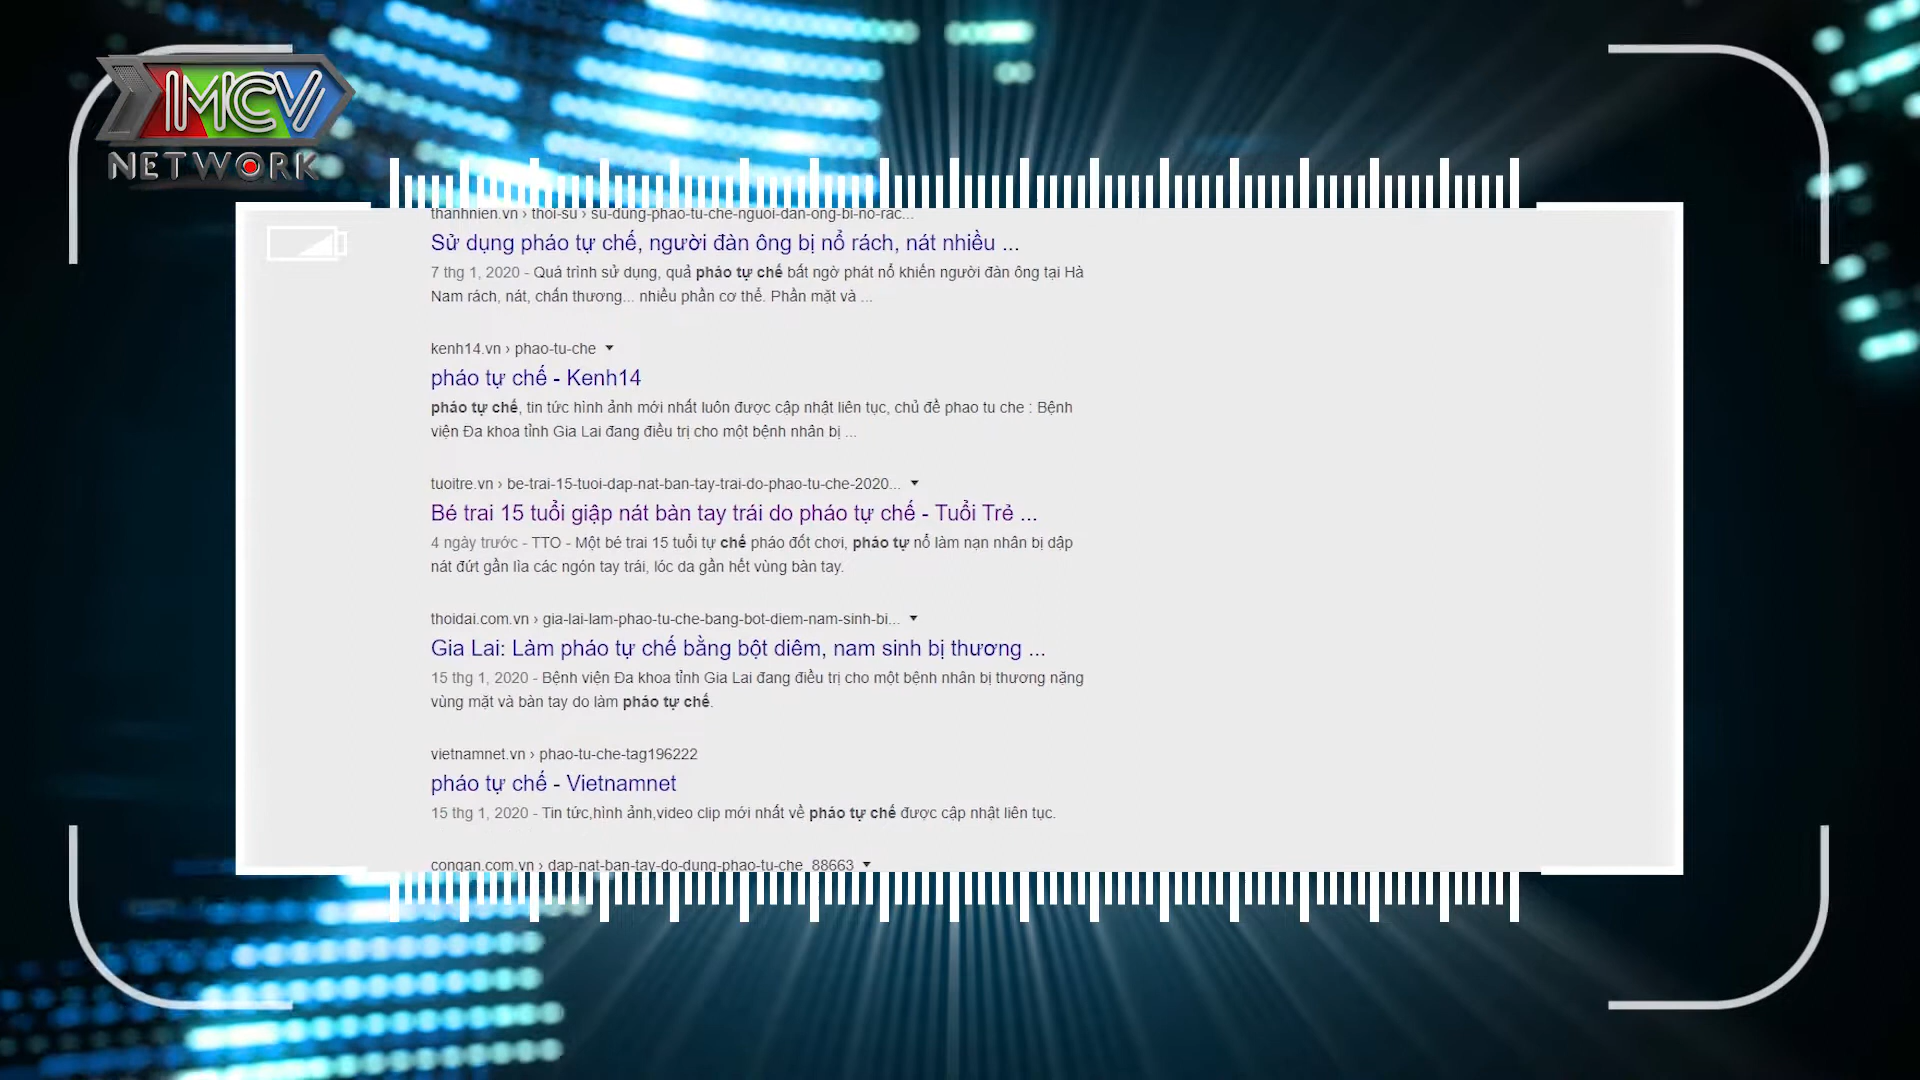 MCV
NETWORK
thanhnien.vn › thoi-su › su-dung-phao-tu-che-nguoi-dan-ong-bi-no-rac...
Sử dụng pháo tự chế, người đàn ông bị nổ rách, nát nhiều ...
7 thg 1, 2020 - Quá trình sử dụng, quả pháo tự chế bất ngờ phát nổ khiến người đàn ông tại Hà
Nam rách, nát, chấn thương... nhiều phần cơ thể. Phần mặt và ...
kenh14.vn › phao-tu-che
pháo tự chế - Kenh14
pháo tự chế, tin tức hình ảnh mới nhất luôn được cập nhật liên tục, chủ đề phao tu che : Bệnh
viện Đa khoa tỉnh Gia Lai đang điều trị cho một bệnh nhân bị ...
tuoitre.vn › be-trai-15-tuoi-dap-nat-ban-tay-trai-do-phao-tu-che-2020...
Bé trai 15 tuổi giập nát bàn tay trái do pháo tự chế - Tuổi Trẻ ...
4 ngày trước - TTO - Một bé trai 15 tuổi tự chế pháo đốt chơi, pháo tự nổ làm nạn nhân bị dập
nát đứt gần lìa các ngón tay trái, lóc da gần hết vùng bàn tay.
thoidai.com.vn › gia-lai-lam-phao-tu-che-bang-bot-diem-nam-sinh-bi...
Gia Lai: Làm pháo tự chế bằng bột diêm, nam sinh bị thương ...
15 thg 1, 2020 - Bệnh viện Đa khoa tỉnh Gia Lai đang điều trị cho một bệnh nhân bị thương nặng
vùng mặt và bàn tay do làm pháo tự chế.
vietnamnet.vn › phao-tu-che-tag196222
pháo tự chế - Vietnamnet
15 thg 1, 2020 - Tin tức,hình ảnh,video clip mới nhất về pháo tự chế được cập nhật liên tục.
congan.com.vn › dap-nat-ban-tay-do-dung-phao-tu-che_88663